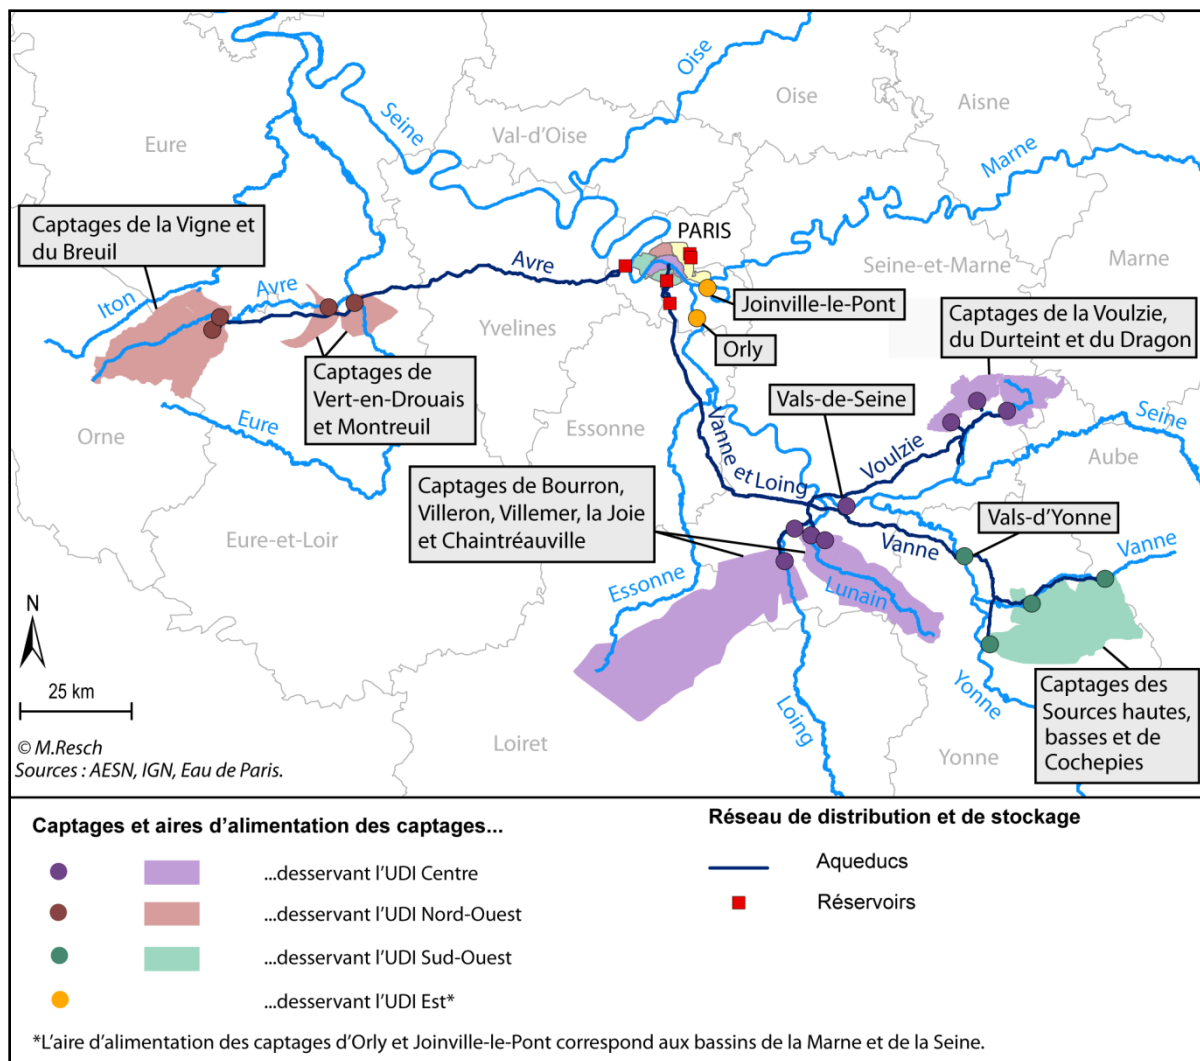 Oise
Oise
Aisne
Seine
Val-d'Oise
Eure
Marne
Captages de la Vigne et
du Breuil
PARIS
Avre
Seine-et-Marne
Marne
Iton
Avre
Joinville-le-Pont
Captages de la Voulzie,
du Durteint et du Dragon
Yvelines
Orly
Captages de
Vert-en-Drouais
et Montreuil
Vals-de-Seine
Seine
Orne
Eure
Essonne
Vanne et Loing
Voulzie
Aube
Captages de Bourron,
Villeron, Villemer, la Joie
et Chaintréauville
Vals-d'Yonne
Eure-et-Loir
Vanne
Vanne
Essonne
Lunain
N
25 km
Yonne
Loing
Captages des
Sources hautes,
basses et de
Cochepies
Loiret
Yonne
© M.Resch
Sources : AESN, IGN, Eau de Paris.
Captages et aires d'alimentation des captages...
...desservant l'UDI Centre
...desservant l'UDI Nord-Ouest
...desservant l'UDI Sud-Ouest
...desservant l'UDI Est*
Réseau de distribution et de stockage
Aqueducs
Réservoirs
*L'aire d'alimentation des captages d'Orly et Joinville-le-Pont correspond aux bassins de la Marne et de la Seine.